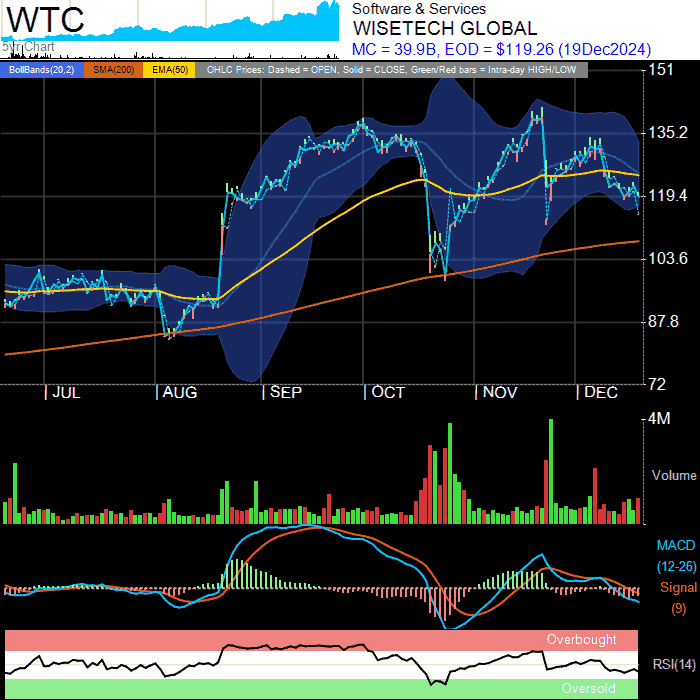 WTC
5yr Chart
Software & Services
WISETECH GLOBAL
MC = 39.9B, EOD = $119.26 (19Dec2024)
BollBands(20,2) SMA(200) EMA(50) OHLC Prices: Dashed = OPEN, Solid = CLOSE, Green/Red bars = Intra-day HIGH/LOW
151
135.2
119.4
103.6
87.8
72
| JUL | AUG | SEP | OCT | NOV | DEC
4M
Volume
MACD
(12-26)
Signal
(9)
Overbought
RSI(14)
Oversold